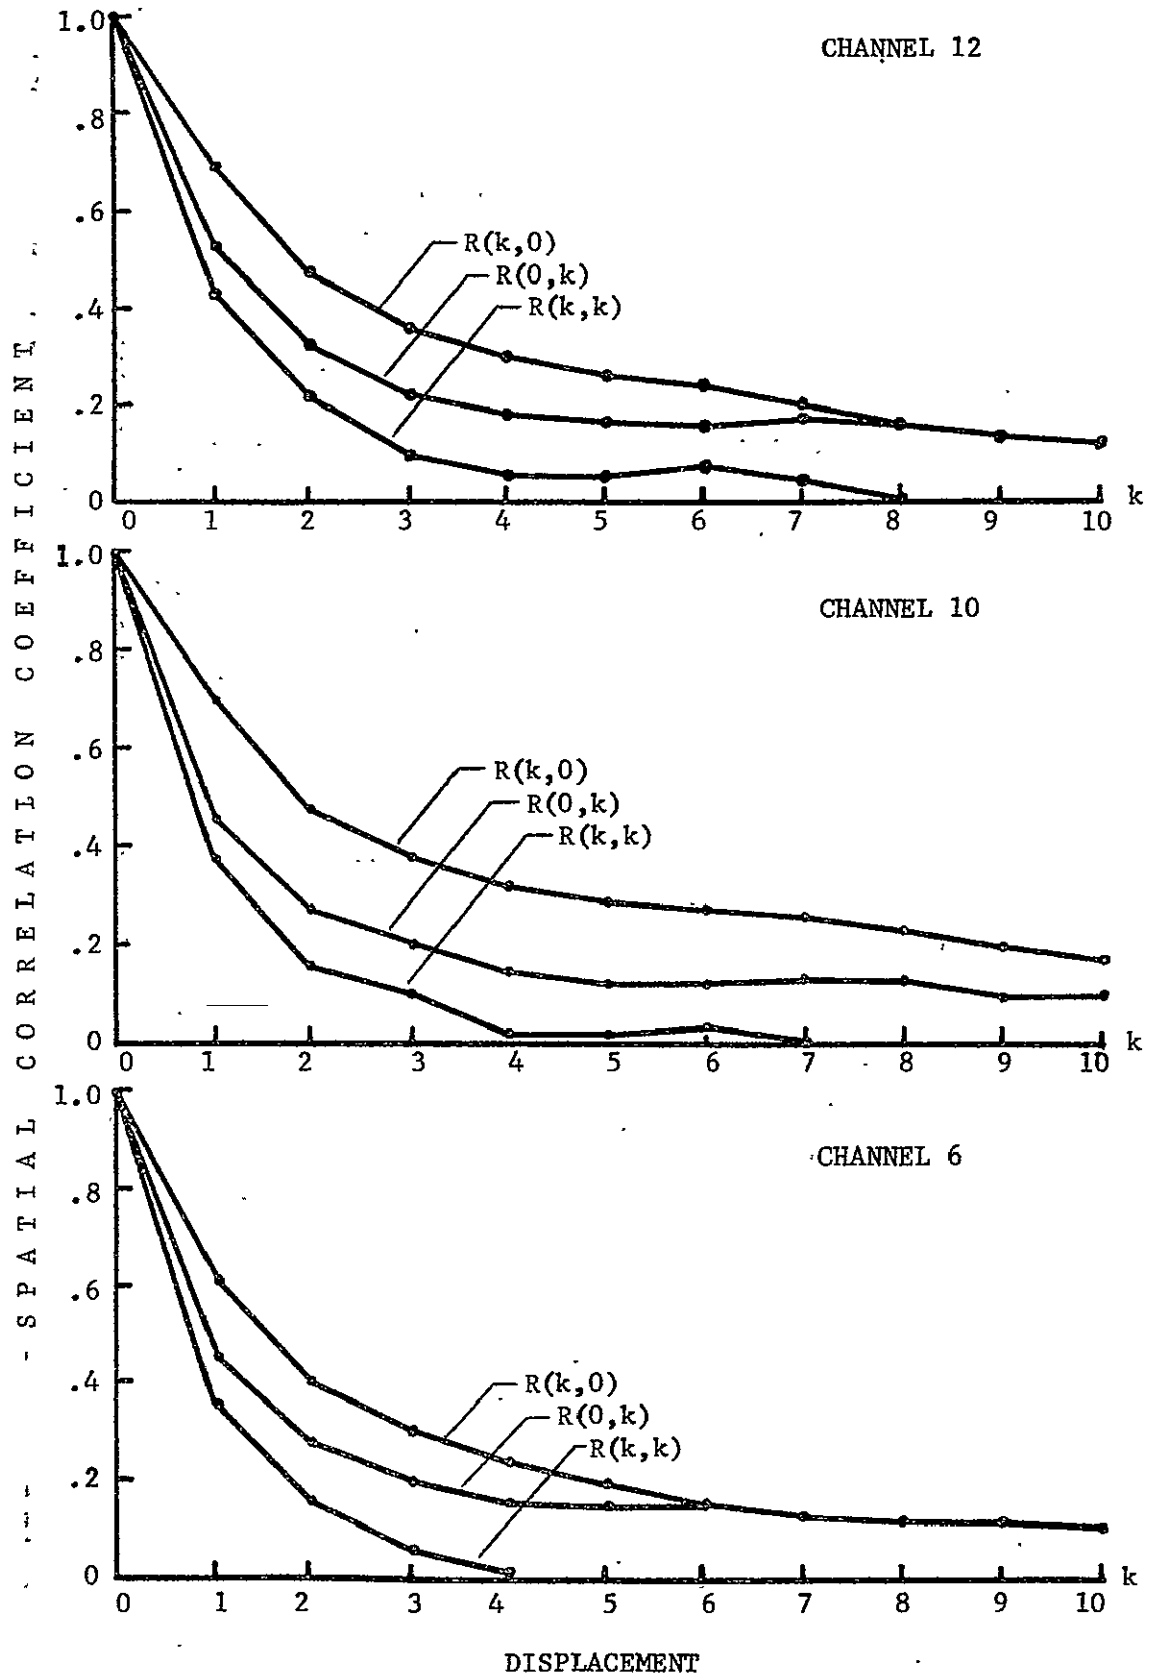 SPATIAL CORRELATION COEFFICIENT
CHANNEL 12
1.0
.8
.6
.4
.2
0
R(k,0)
R(0,k)
R(k,k)
0 1 2 3 4 5 6 7 8 9 10 k
CHANNEL 10
1.0
.8
.6
.4
.2
0
R(k,0)
R(0,k)
R(k,k)
0 1 2 3 4 5 6 7 8 9 10 k
CHANNEL 6
1.0
.8
.6
.4
.2
0
R(k,0)
R(0,k)
R(k,k)
0 1 2 3 4 5 6 7 8 9 10 k
DISPLACEMENT